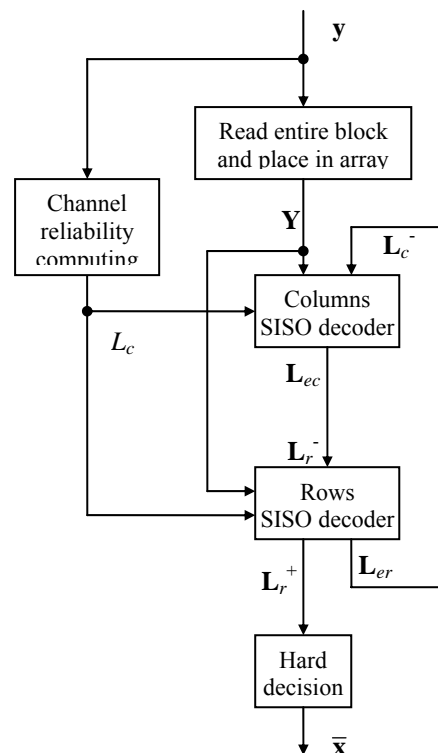 y
Read entire block
and place in array
Channel
reliability
computing
Y
L_c^-
Columns
SISO decoder
L_c
L_ec
L_r^-
Rows
SISO decoder
L_r^+
L_er
Hard
decision
x̄